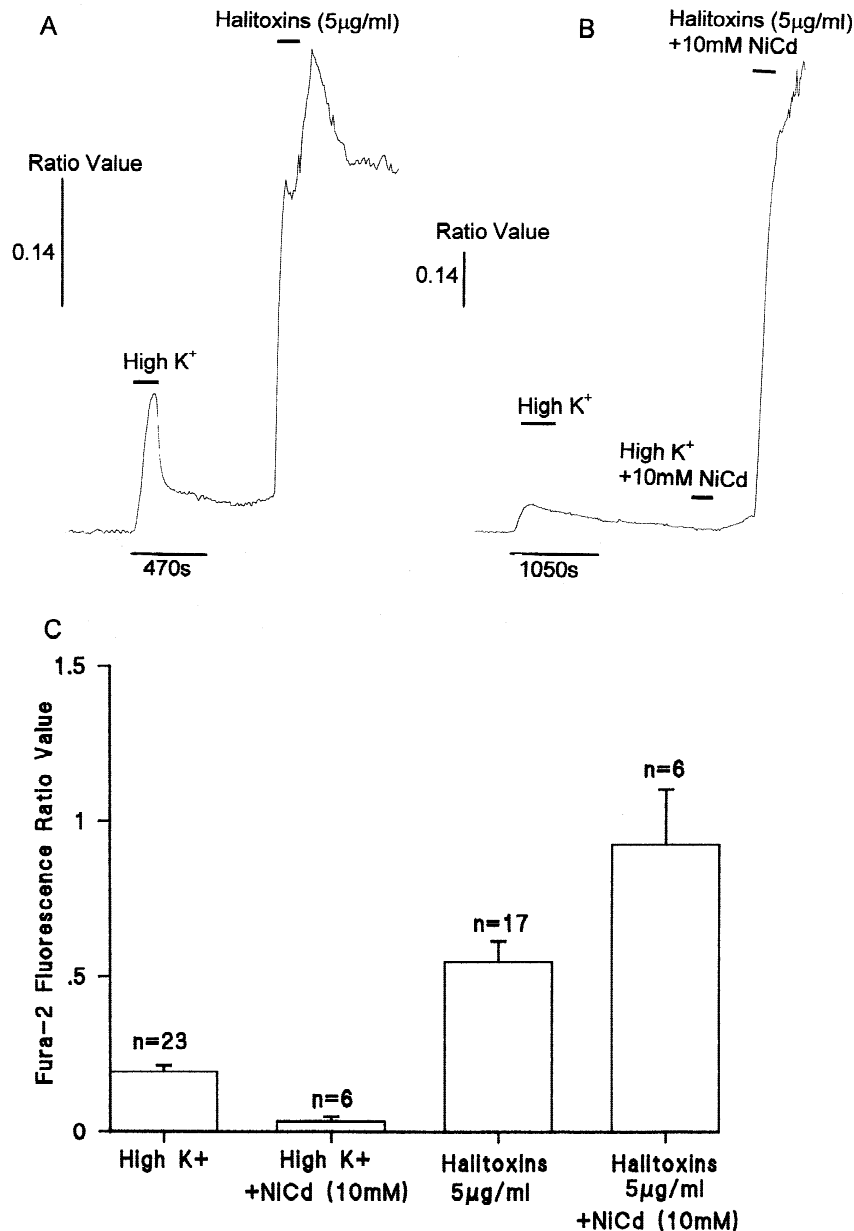 A
Halitoxins (5µg/ml)
Ratio Value
0.14
High K⁺
470s
B
Halitoxins (5µg/ml)
+10mM NiCd
Ratio Value
0.14
High K⁺
High K⁺
+10mM NiCd
1050s
C
Fura-2 Fluorescence Ratio Value
1.5
1
.5
0
n=23
n=6
n=17
n=6
High K+
High K+
+NiCd (10mM)
Halitoxins
5µg/ml
Halitoxins
5µg/ml
+NiCd (10mM)